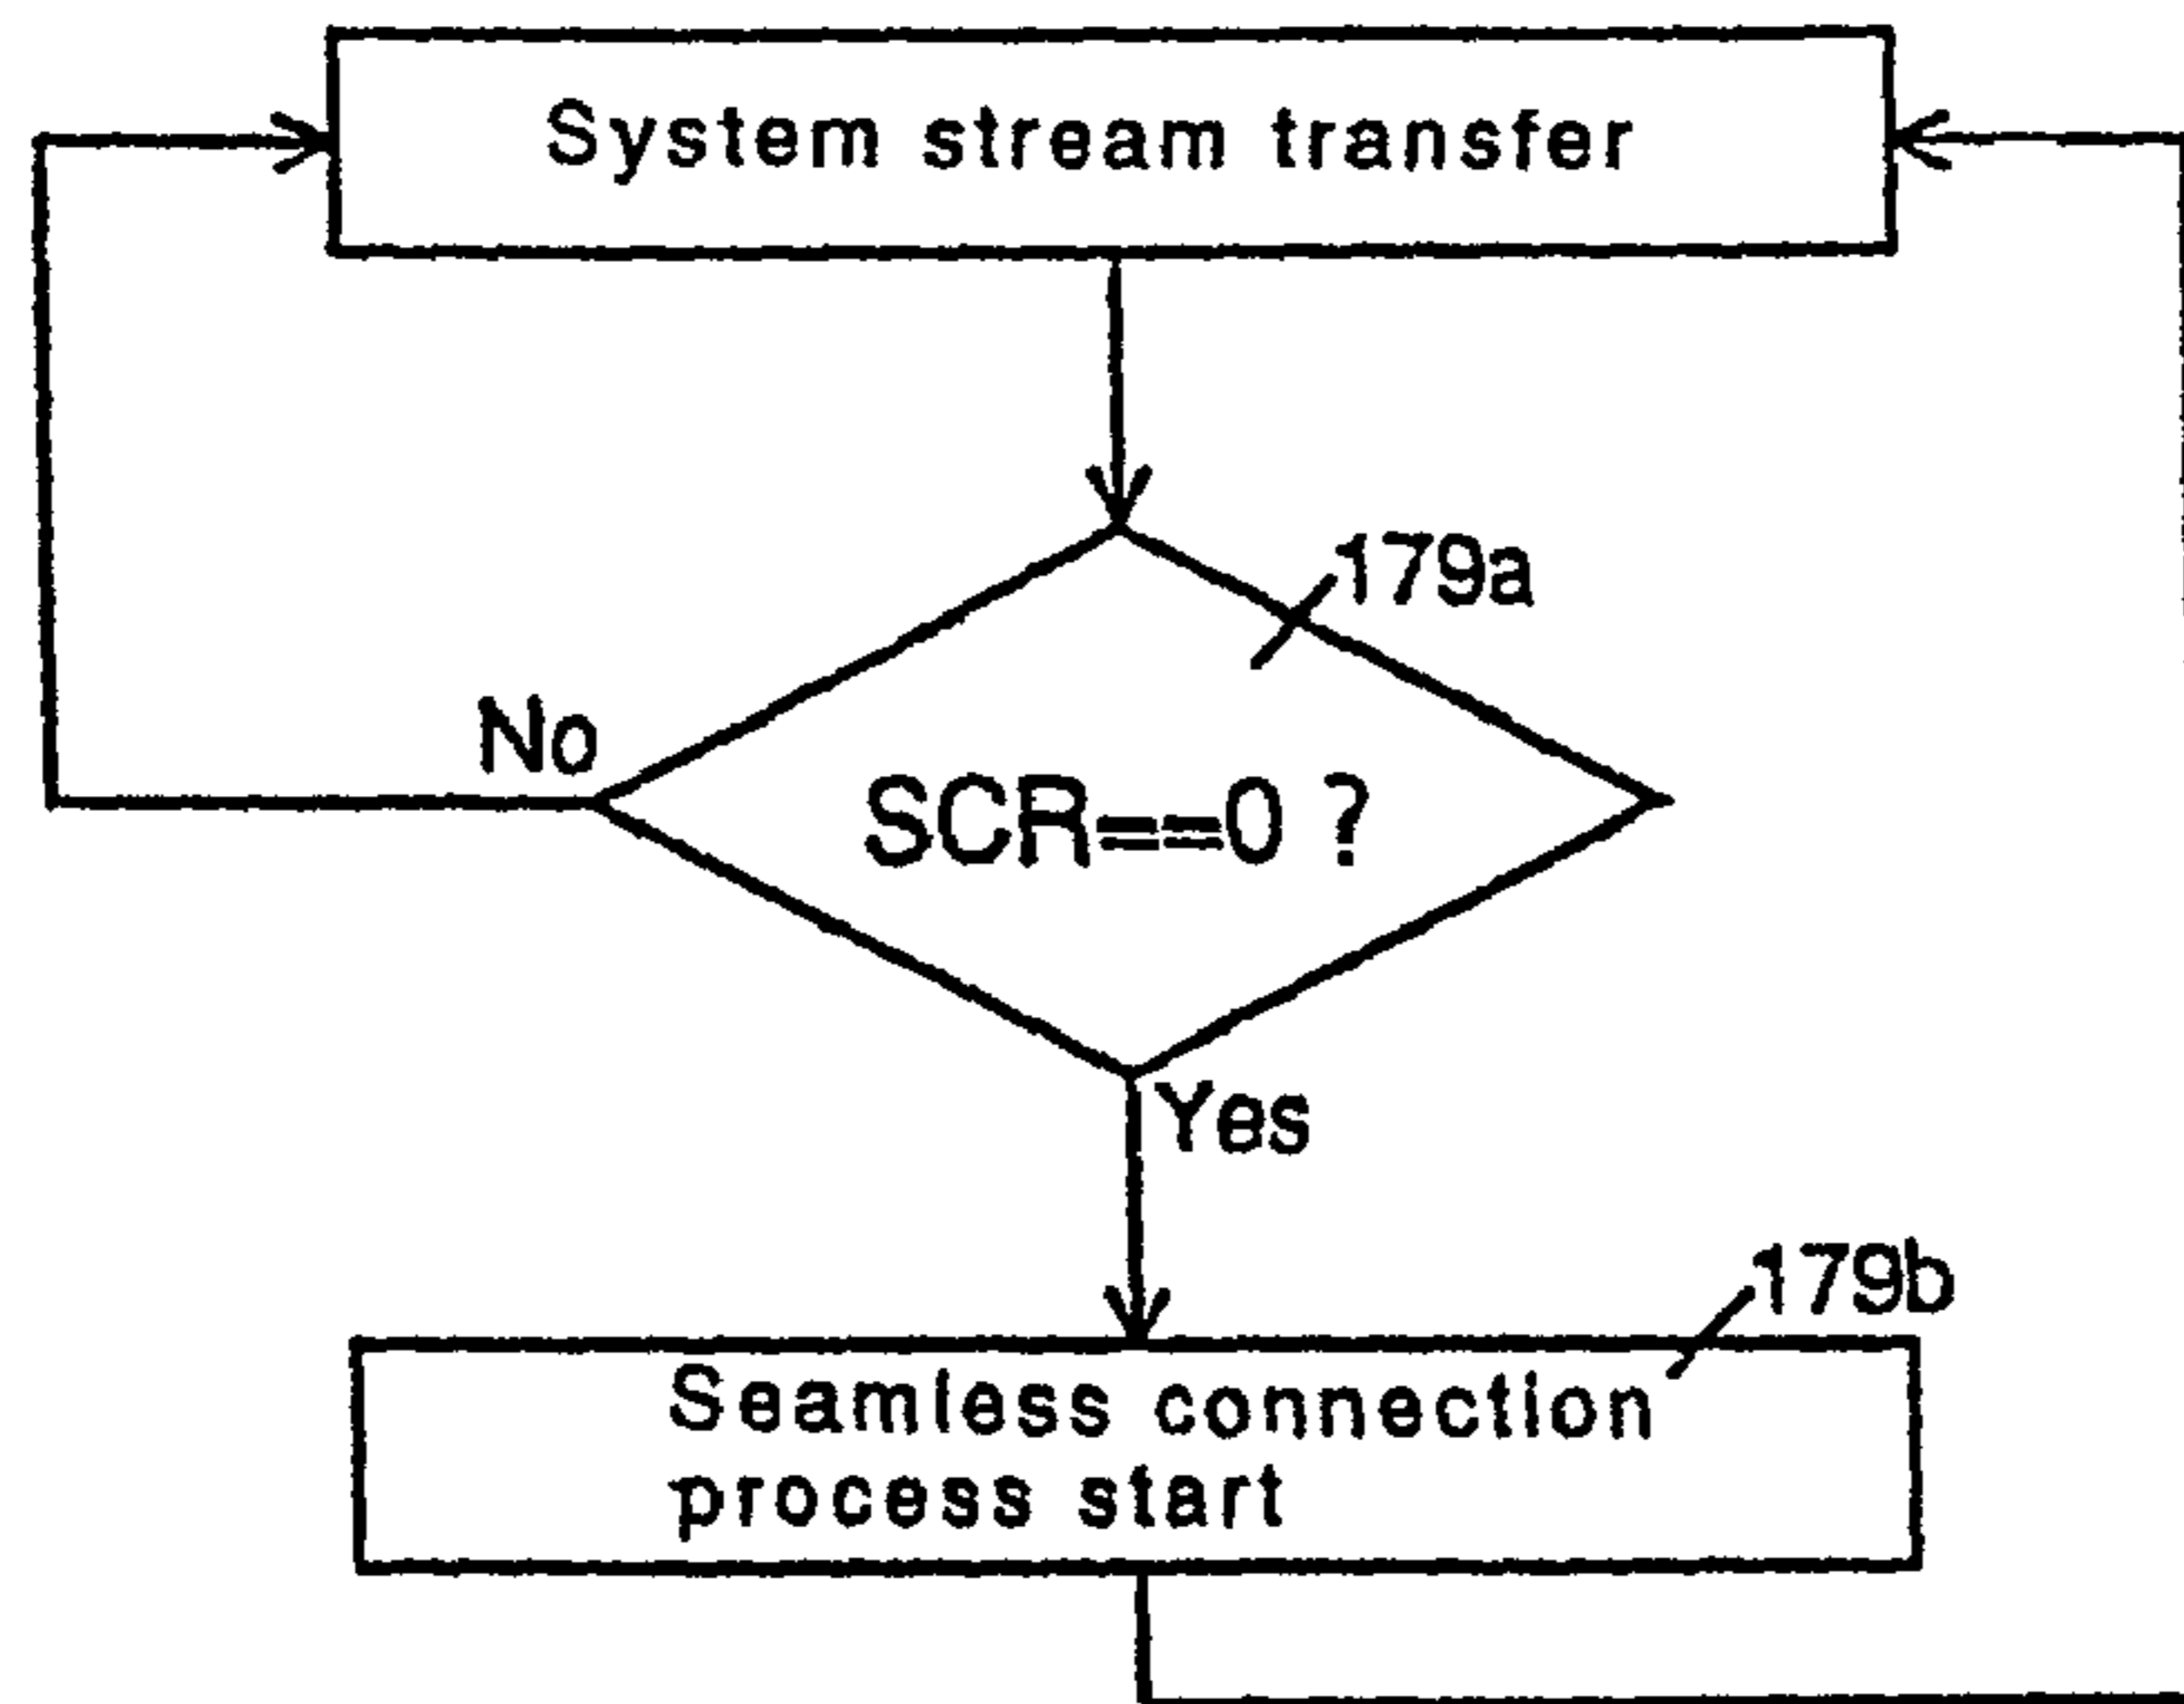 System stream transfer
179a
No
SCR==0 ?
Yes
179b
Seamless connection
process start